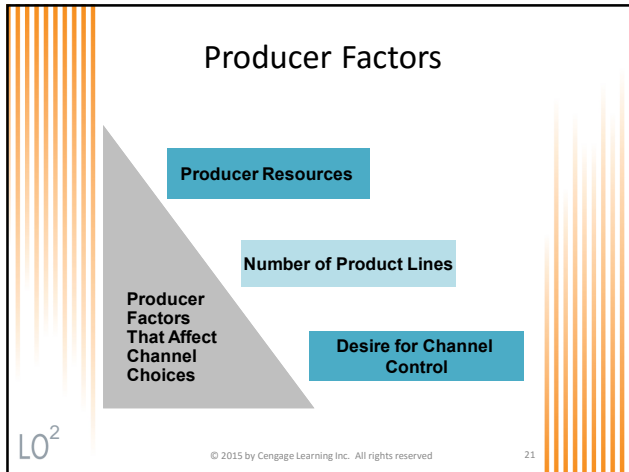 Producer Factors
Producer Resources
Number of Product Lines
Producer
Factors
That Affect
Channel
Choices
Desire for Channel
Control
LO²
© 2015 by Cengage Learning Inc. All rights reserved
21